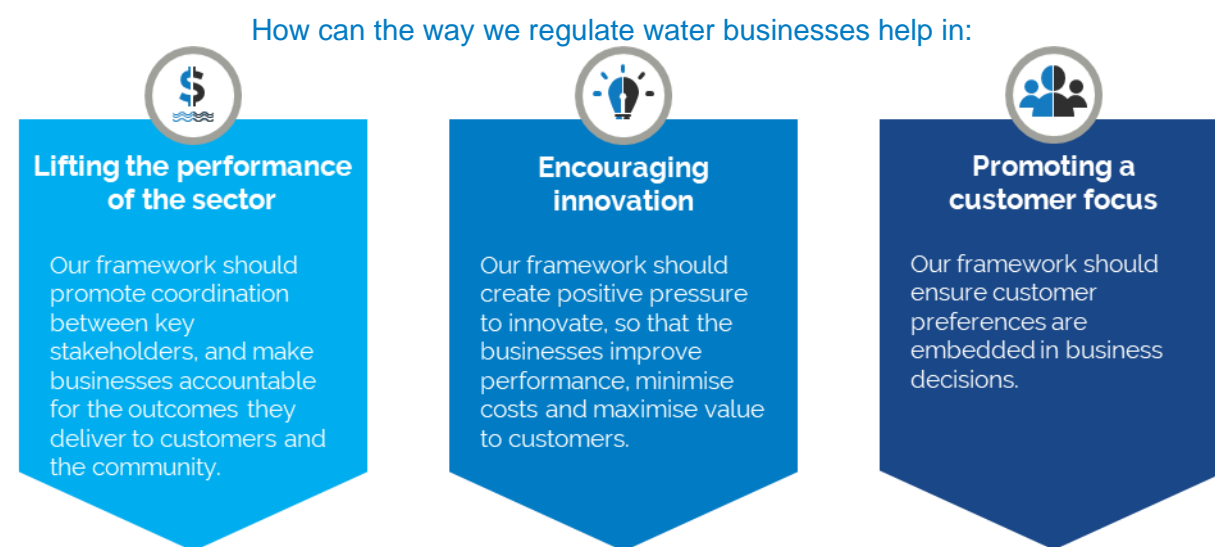 How can the way we regulate water businesses help in:
Lifting the performance
of the sector
Our framework should
promote coordination
between key
stakeholders, and make
businesses accountable
for the outcomes they
deliver to customers and
the community.
Encouraging
innovation
Our framework should
create positive pressure
to innovate, so that the
businesses improve
performance, minimise
costs and maximise value
to customers.
Promoting a
customer focus
Our framework should
ensure customer
preferences are
embedded in business
decisions.